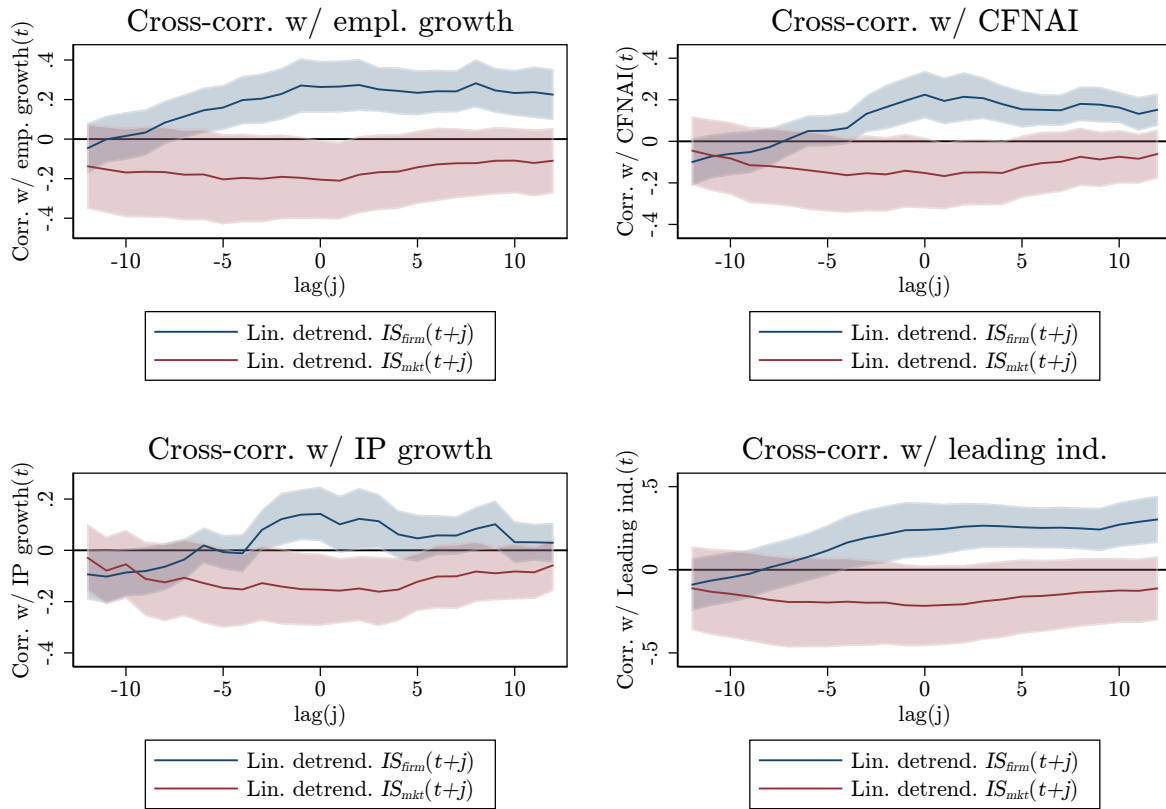 Cross-corr. w/ empl. growth
Corr. w/ emp. growth(t)
.4
.2
0
-.2
-.4
-10
-5
0
5
10
lag(j)
Lin. detrend. IS_firm(t+j)
Lin. detrend. IS_mkt(t+j)
Cross-corr. w/ CFNAI
Corr. w/ CFNAI(t)
.4
.2
0
-.2
-.4
-10
-5
0
5
10
lag(j)
Lin. detrend. IS_firm(t+j)
Lin. detrend. IS_mkt(t+j)
Cross-corr. w/ IP growth
Corr. w/ IP growth(t)
.2
0
-.2
-.4
-10
-5
0
5
10
lag(j)
Lin. detrend. IS_firm(t+j)
Lin. detrend. IS_mkt(t+j)
Cross-corr. w/ leading ind.
Corr. w/ Leading ind.(t)
.5
0
-.5
-10
-5
0
5
10
lag(j)
Lin. detrend. IS_firm(t+j)
Lin. detrend. IS_mkt(t+j)